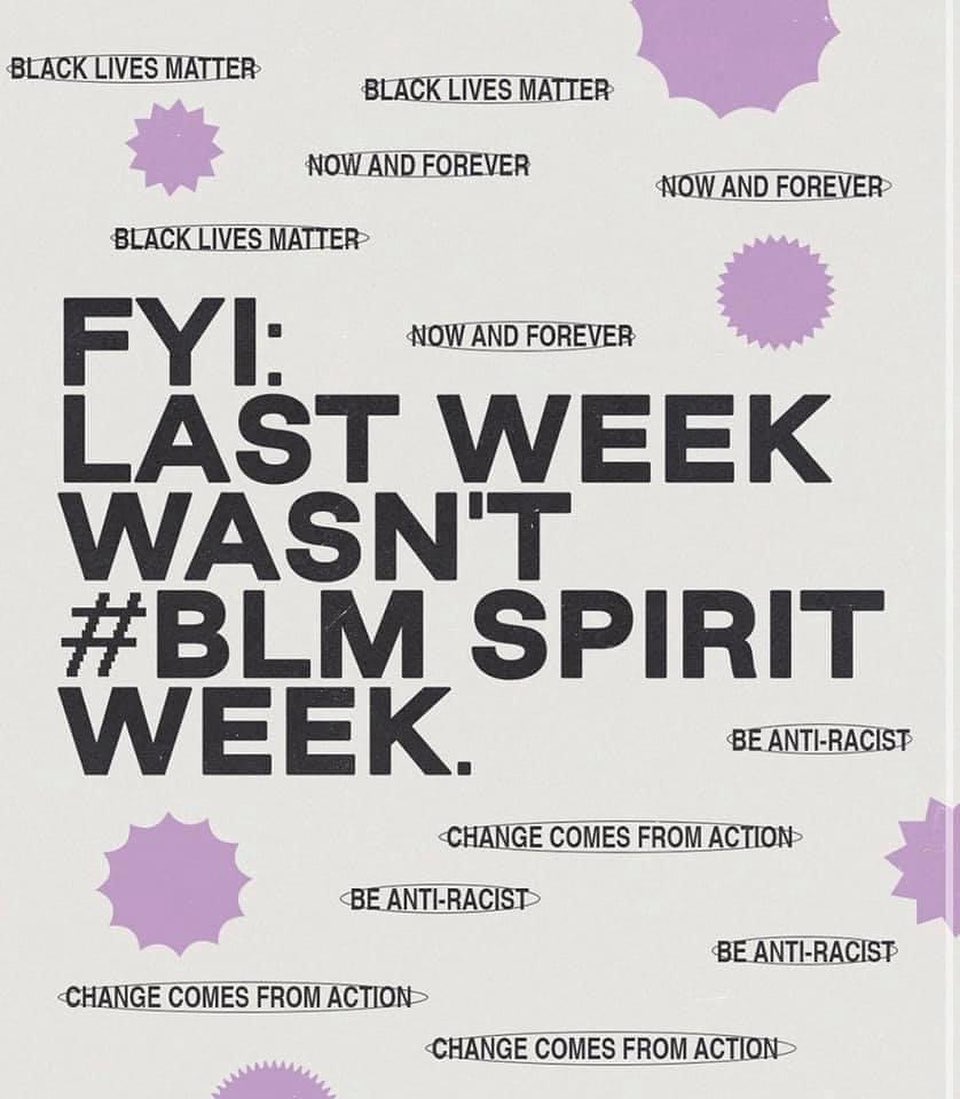 BLACK LIVES MATTER
BLACK LIVES MATTER
NOW AND FOREVER
NOW AND FOREVER
BLACK LIVES MATTER
FYI:
NOW AND FOREVER
LAST WEEK
WASN'T
#BLM SPIRIT
WEEK.
BE ANTI-RACIST
CHANGE COMES FROM ACTION
BE ANTI-RACIST
BE ANTI-RACIST
CHANGE COMES FROM ACTION
CHANGE COMES FROM ACTION